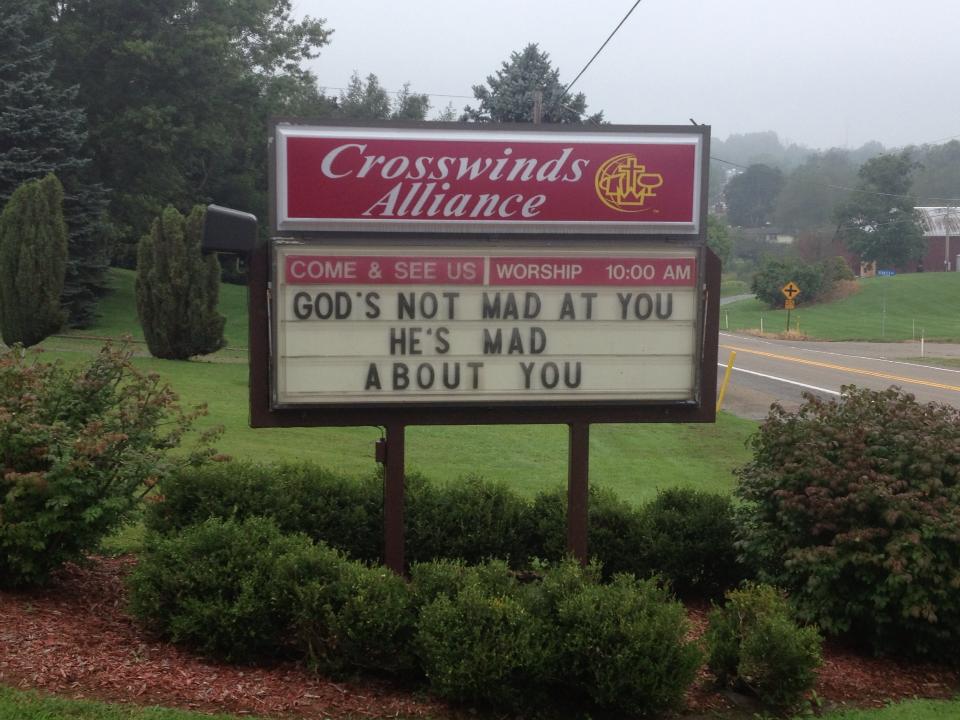 Crosswinds
Alliance
COME & SEE US WORSHIP 10:00 AM
GOD'S NOT MAD AT YOU
HE'S MAD
ABOUT YOU